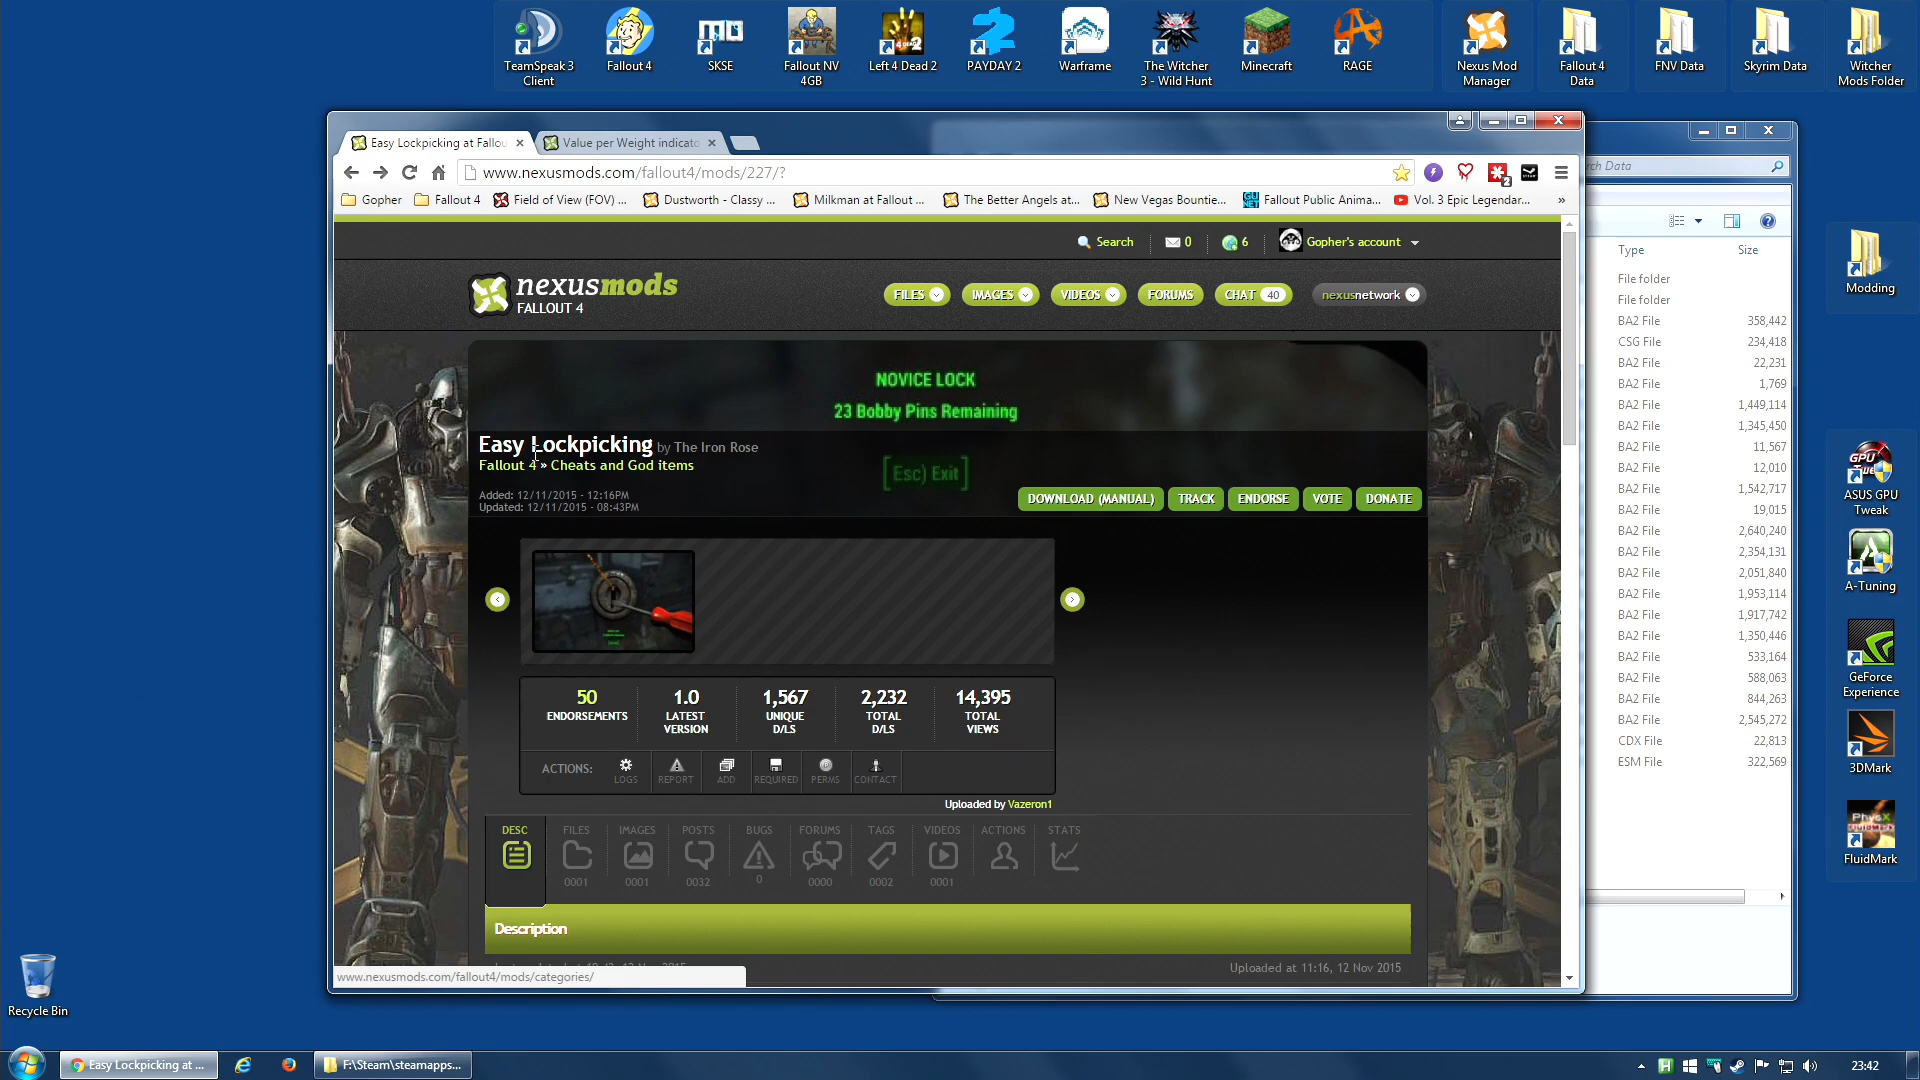 TeamSpeak 3
Client
Fallout 4
SKSE
Fallout NV
4GB
Left 4 Dead 2
PAYDAY 2
Warframe
The Witcher
3 - Wild Hunt
Minecraft
RAGE
Nexus Mod
Manager
Fallout 4
Data
FNV Data
Skyrim Data
Witcher
Mods Folder
Easy Lockpicking at Fallou
Value per Weight indicato
www.nexusmods.com/fallout4/mods/227/?
Gopher
Fallout 4
Field of View (FOV) ...
Dustworth - Classy ...
Milkman at Fallout ...
The Better Angels at...
New Vegas Bountie...
Fallout Public Anima...
Vol. 3 Epic Legendar...
»
Search
0
6
Gopher's account
nexusmods
FALLOUT 4
FILES
IMAGES
VIDEOS
FORUMS
CHAT 40
nexusnetwork
NOVICE LOCK
23 Bobby Pins Remaining
[Esc) Exit]
Easy Lockpicking by The Iron Rose
Fallout 4 » Cheats and God items
Added: 12/11/2015 - 12:16PM
Updated: 12/11/2015 - 08:43PM
DOWNLOAD (MANUAL)
TRACK
ENDORSE
VOTE
DONATE
50
ENDORSEMENTS
1.0
LATEST
VERSION
1,567
UNIQUE
D/LS
2,232
TOTAL
D/LS
14,395
TOTAL
VIEWS
ACTIONS:
LOGS
REPORT
ADD
REQUIRED
PERMS
CONTACT
Uploaded by Vazeron1
DESC
FILES
0001
IMAGES
0001
POSTS
0032
BUGS
0
FORUMS
0000
TAGS
0002
VIDEOS
0001
ACTIONS
STATS
Description
Uploaded at 11:16, 12 Nov 2015
www.nexusmods.com/fallout4/mods/categories/
rch Data
Type Size
File folder
File folder
BA2 File 358,442
CSG File 234,418
BA2 File 22,231
BA2 File 1,769
BA2 File 1,449,114
BA2 File 1,345,450
BA2 File 11,567
BA2 File 12,010
BA2 File 1,542,717
BA2 File 19,015
BA2 File 2,640,240
BA2 File 2,354,131
BA2 File 2,051,840
BA2 File 1,953,114
BA2 File 1,917,742
BA2 File 1,350,446
BA2 File 533,164
BA2 File 588,063
BA2 File 844,263
BA2 File 2,545,272
CDX File 22,813
ESM File 322,569
Modding
ASUS GPU
Tweak
A-Tuning
GeForce
Experience
3DMark
FluidMark
Recycle Bin
Easy Lockpicking at ...
F:\Steam\steamapps...
23:42